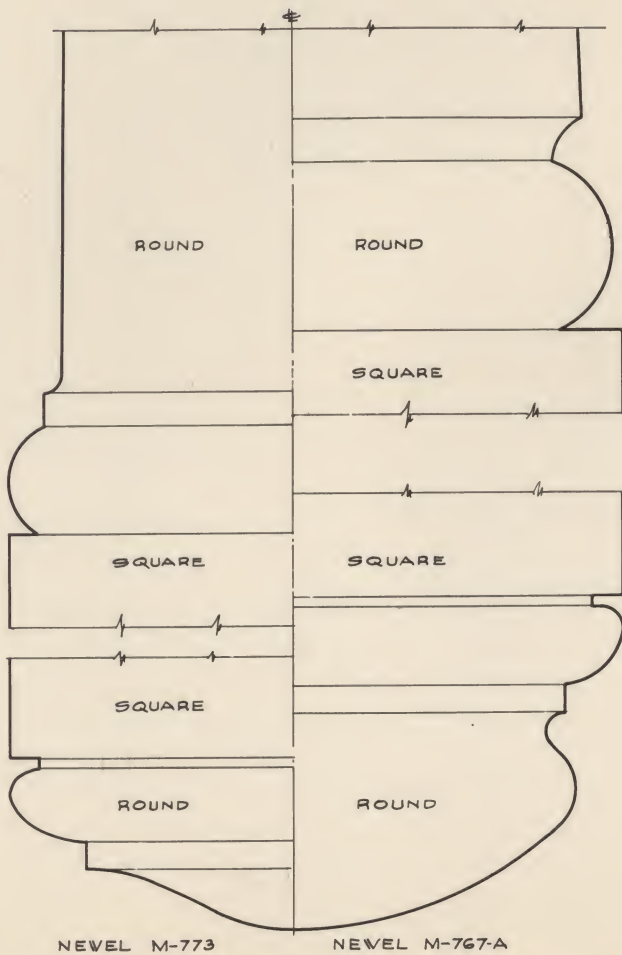 ℄
ROUND ROUND
SQUARE
SQUARE SQUARE
SQUARE
ROUND ROUND
NEWEL M-773 NEWEL M-767-A